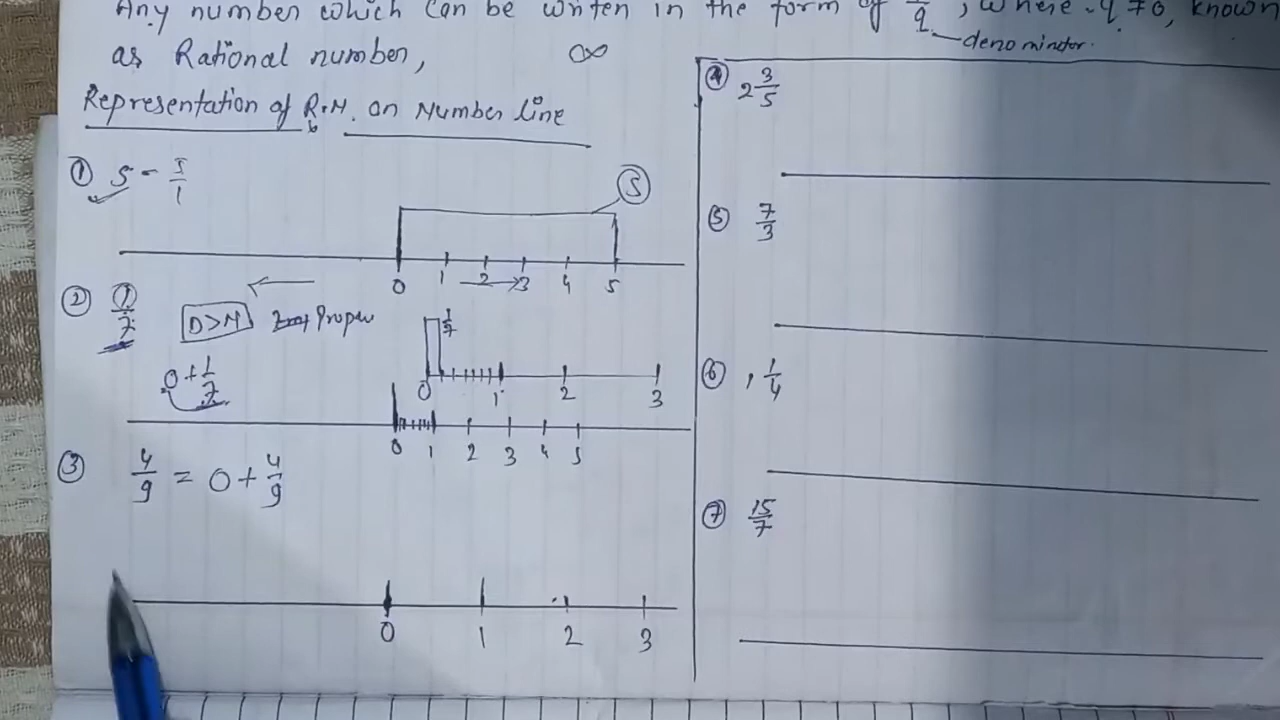 Any number which can be writen in the form of p/q, where q ≠ 0, known
denominator.
as Rational number, ∞
Representation of R.N. on Number line
① 5 - 5/1
5
0 1 2 3 4 5
② 1/7 D>N Proper
1/7
0 + 1/7
0 1 2 3
0 1 2 3 4 5
③ 4/9 = 0 + 4/9
0 1 2 3
④ 2 3/5
⑤ 7/3
⑥ , 1/4
⑦ 15/7